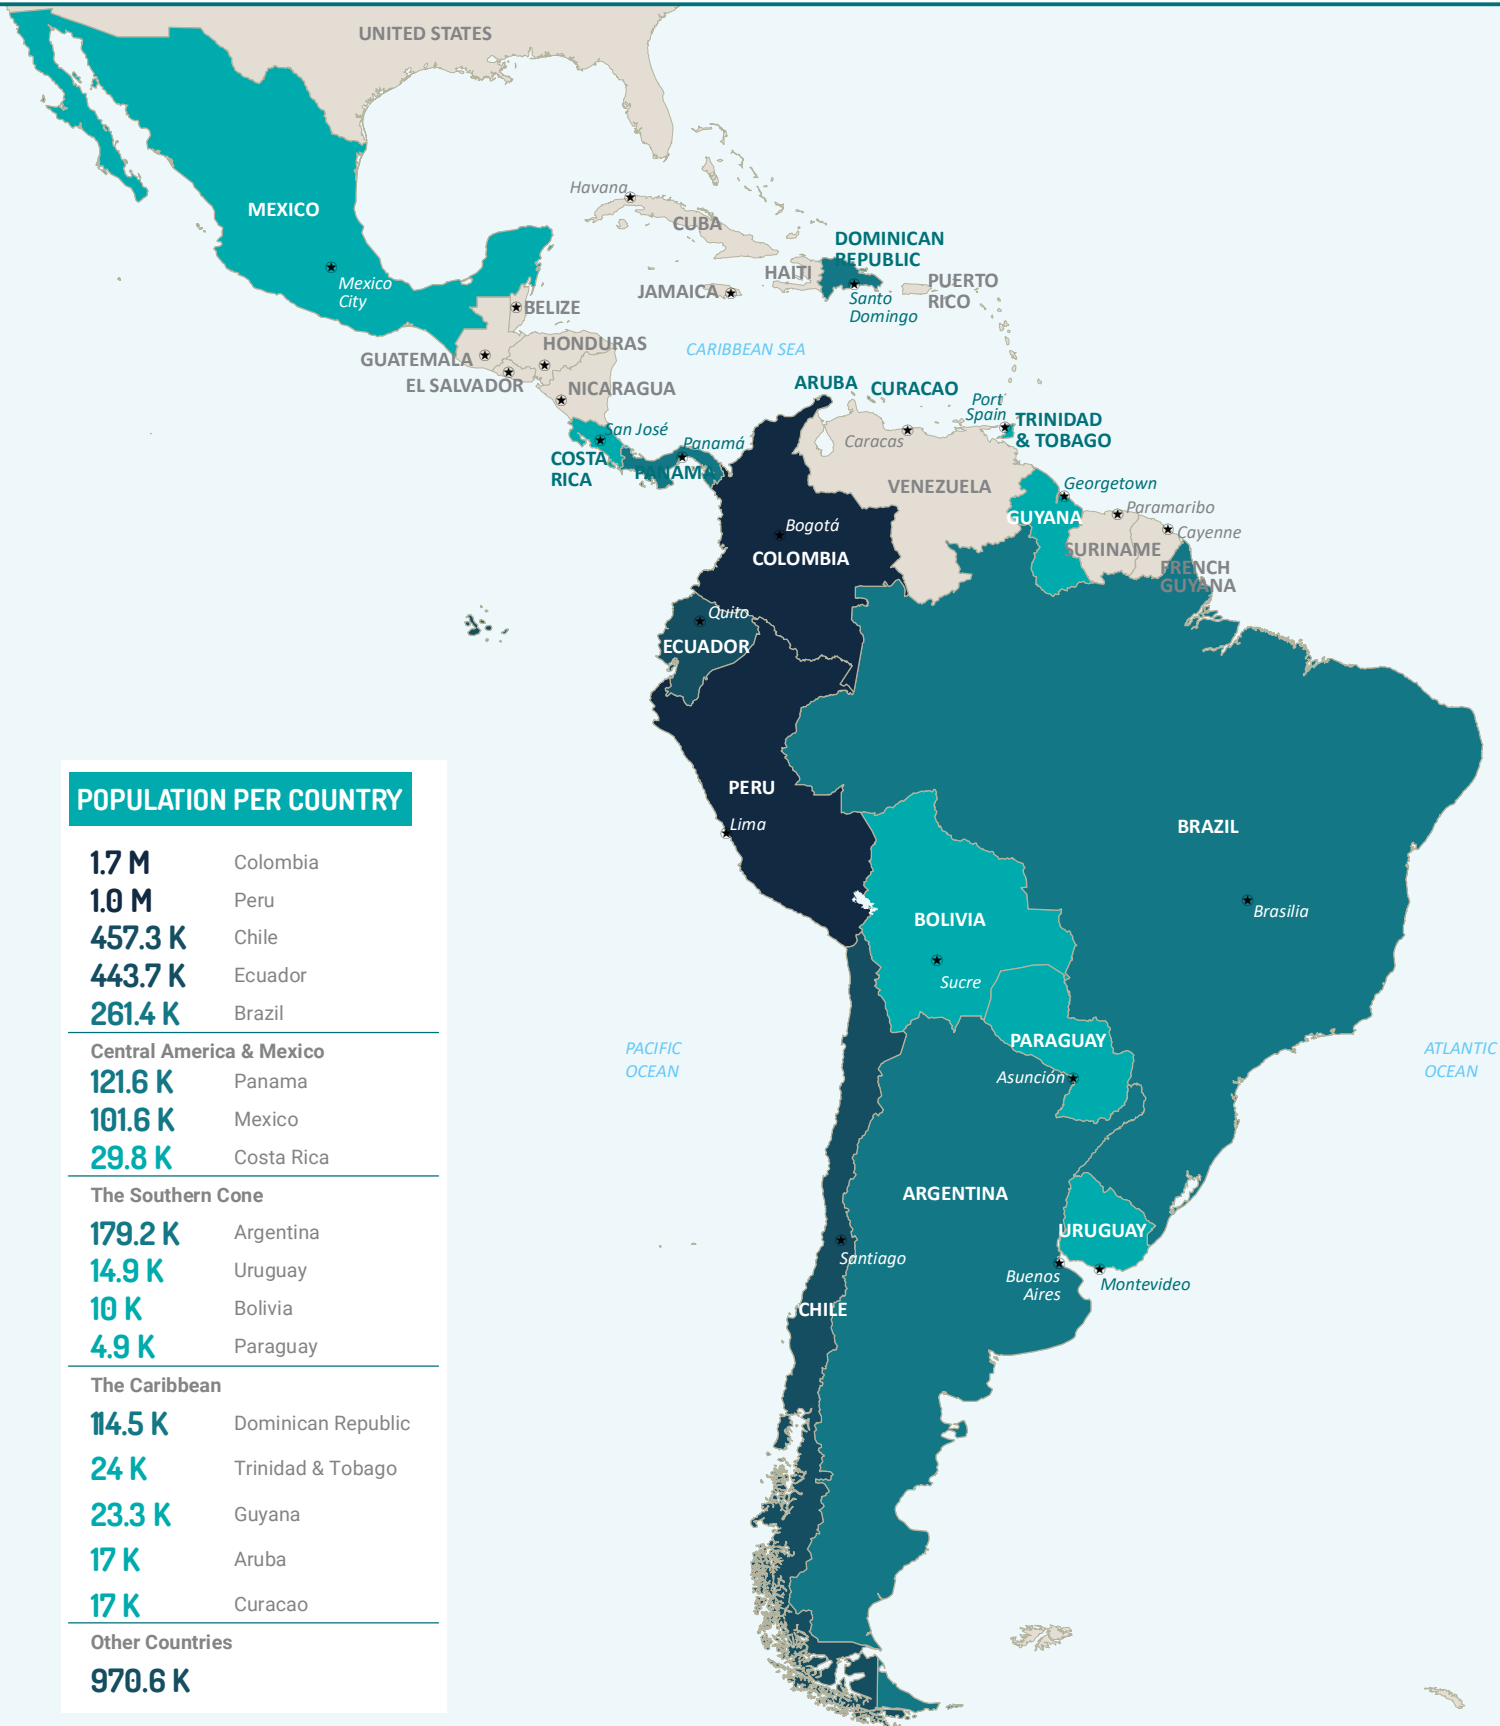 UNITED STATES
MEXICO
Mexico
City
Havana
CUBA
DOMINICAN
REPUBLIC
HAITI
JAMAICA
Santo
Domingo
PUERTO
RICO
BELIZE
HONDURAS
GUATEMALA
EL SALVADOR
NICARAGUA
CARIBBEAN SEA
ARUBA
CURACAO
Port
Spain
TRINIDAD
& TOBAGO
San José
COSTA
RICA
Panamá
PANAMA
Caracas
VENEZUELA
Georgetown
GUYANA
Paramaribo
SURINAME
Cayenne
FRENCH
GUYANA
Bogotá
COLOMBIA
Quito
ECUADOR
PERU
Lima
BRAZIL
Brasilia
BOLIVIA
Sucre
PARAGUAY
Asunción
PACIFIC
OCEAN
ATLANTIC
OCEAN
ARGENTINA
URUGUAY
Santiago
Buenos
Aires
Montevideo
CHILE
POPULATION PER COUNTRY
1.7 M Colombia
1.0 M Peru
457.3 K Chile
443.7 K Ecuador
261.4 K Brazil
Central America & Mexico
121.6 K Panama
101.6 K Mexico
29.8 K Costa Rica
The Southern Cone
179.2 K Argentina
14.9 K Uruguay
10 K Bolivia
4.9 K Paraguay
The Caribbean
114.5 K Dominican Republic
24 K Trinidad & Tobago
23.3 K Guyana
17 K Aruba
17 K Curacao
Other Countries
970.6 K